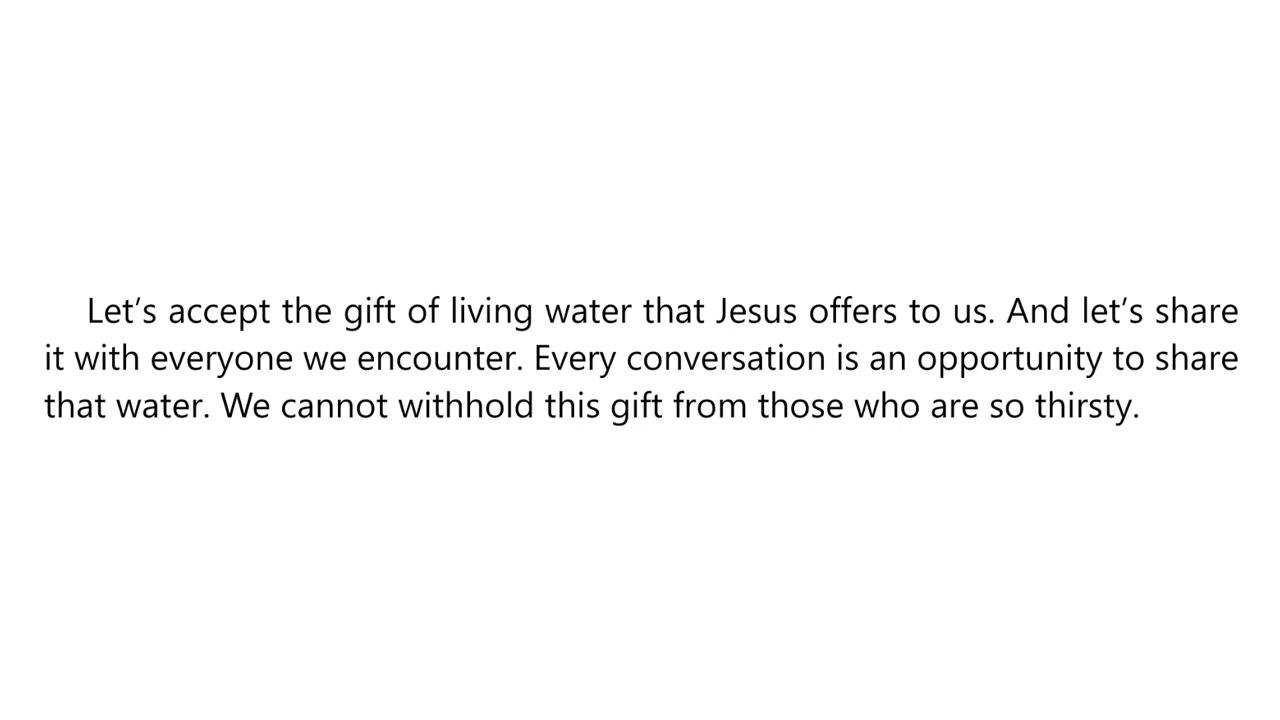 Let’s accept the gift of living water that Jesus offers to us. And let’s share
it with everyone we encounter. Every conversation is an opportunity to share
that water. We cannot withhold this gift from those who are so thirsty.